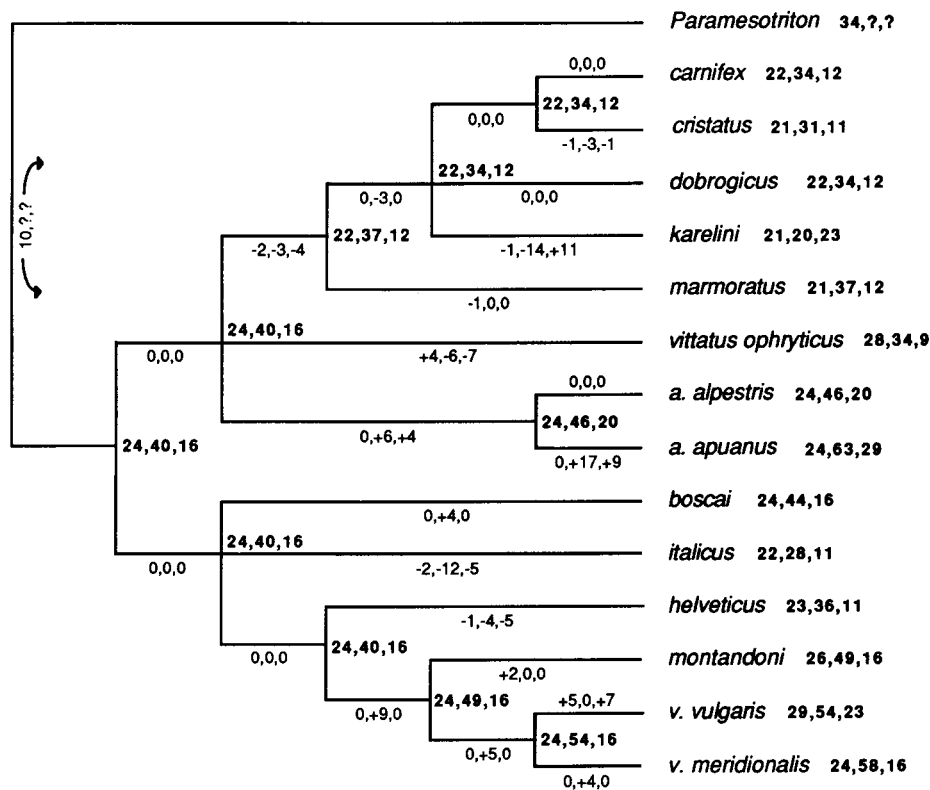 Paramesotriton 34,?,?
0,0,0
carnifex 22,34,12
22,34,12
0,0,0
cristatus 21,31,11
-1,-3,-1
22,34,12
dobrogicus 22,34,12
0,-3,0
0,0,0
10,?,?
22,37,12
karelini 21,20,23
-2,-3,-4
-1,-14,+11
marmoratus 21,37,12
-1,0,0
24,40,16
vittatus ophryticus 28,34,9
0,0,0
+4,-6,-7
0,0,0
a. alpestris 24,46,20
24,46,20
0,+6,+4
24,40,16
a. apuanus 24,63,29
0,+17,+9
boscai 24,44,16
0,+4,0
24,40,16
italicus 22,28,11
0,0,0
-2,-12,-5
helveticus 23,36,11
-1,-4,-5
24,40,16
0,0,0
montandoni 26,49,16
+2,0,0
24,49,16
+5,0,+7
v. vulgaris 29,54,23
0,+9,0
24,54,16
0,+5,0
v. meridionalis 24,58,16
0,+4,0